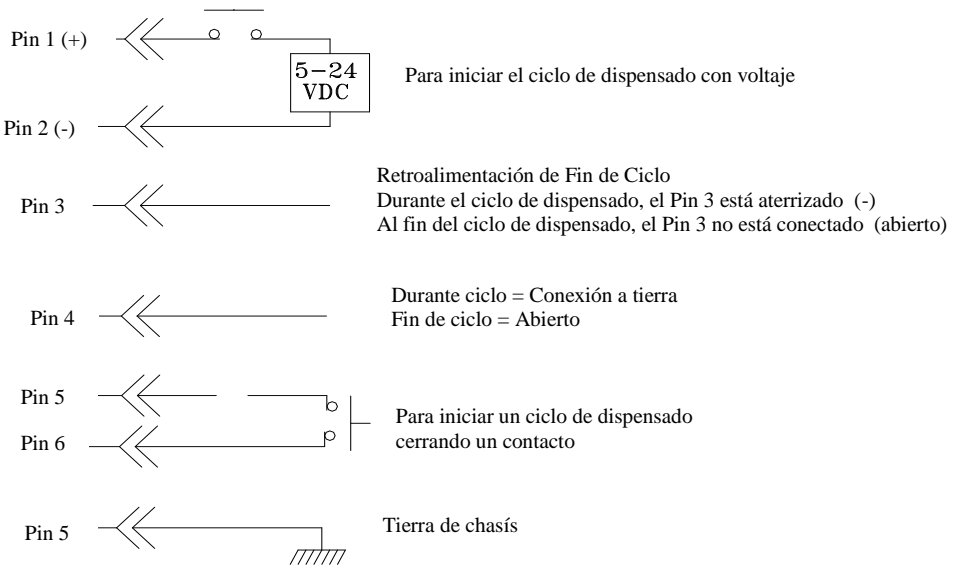 Pin 1 (+)
5-24
VDC
Para iniciar el ciclo de dispensado con voltaje
Pin 2 (-)
Retroalimentación de Fin de Ciclo
Pin 3
Durante el ciclo de dispensado, el Pin 3 está aterrizado (-)
Al fin del ciclo de dispensado, el Pin 3 no está conectado (abierto)
Durante ciclo = Conexión a tierra
Pin 4
Fin de ciclo = Abierto
Pin 5
Para iniciar un ciclo de dispensado
Pin 6
cerrando un contacto
Pin 5
Tierra de chasís